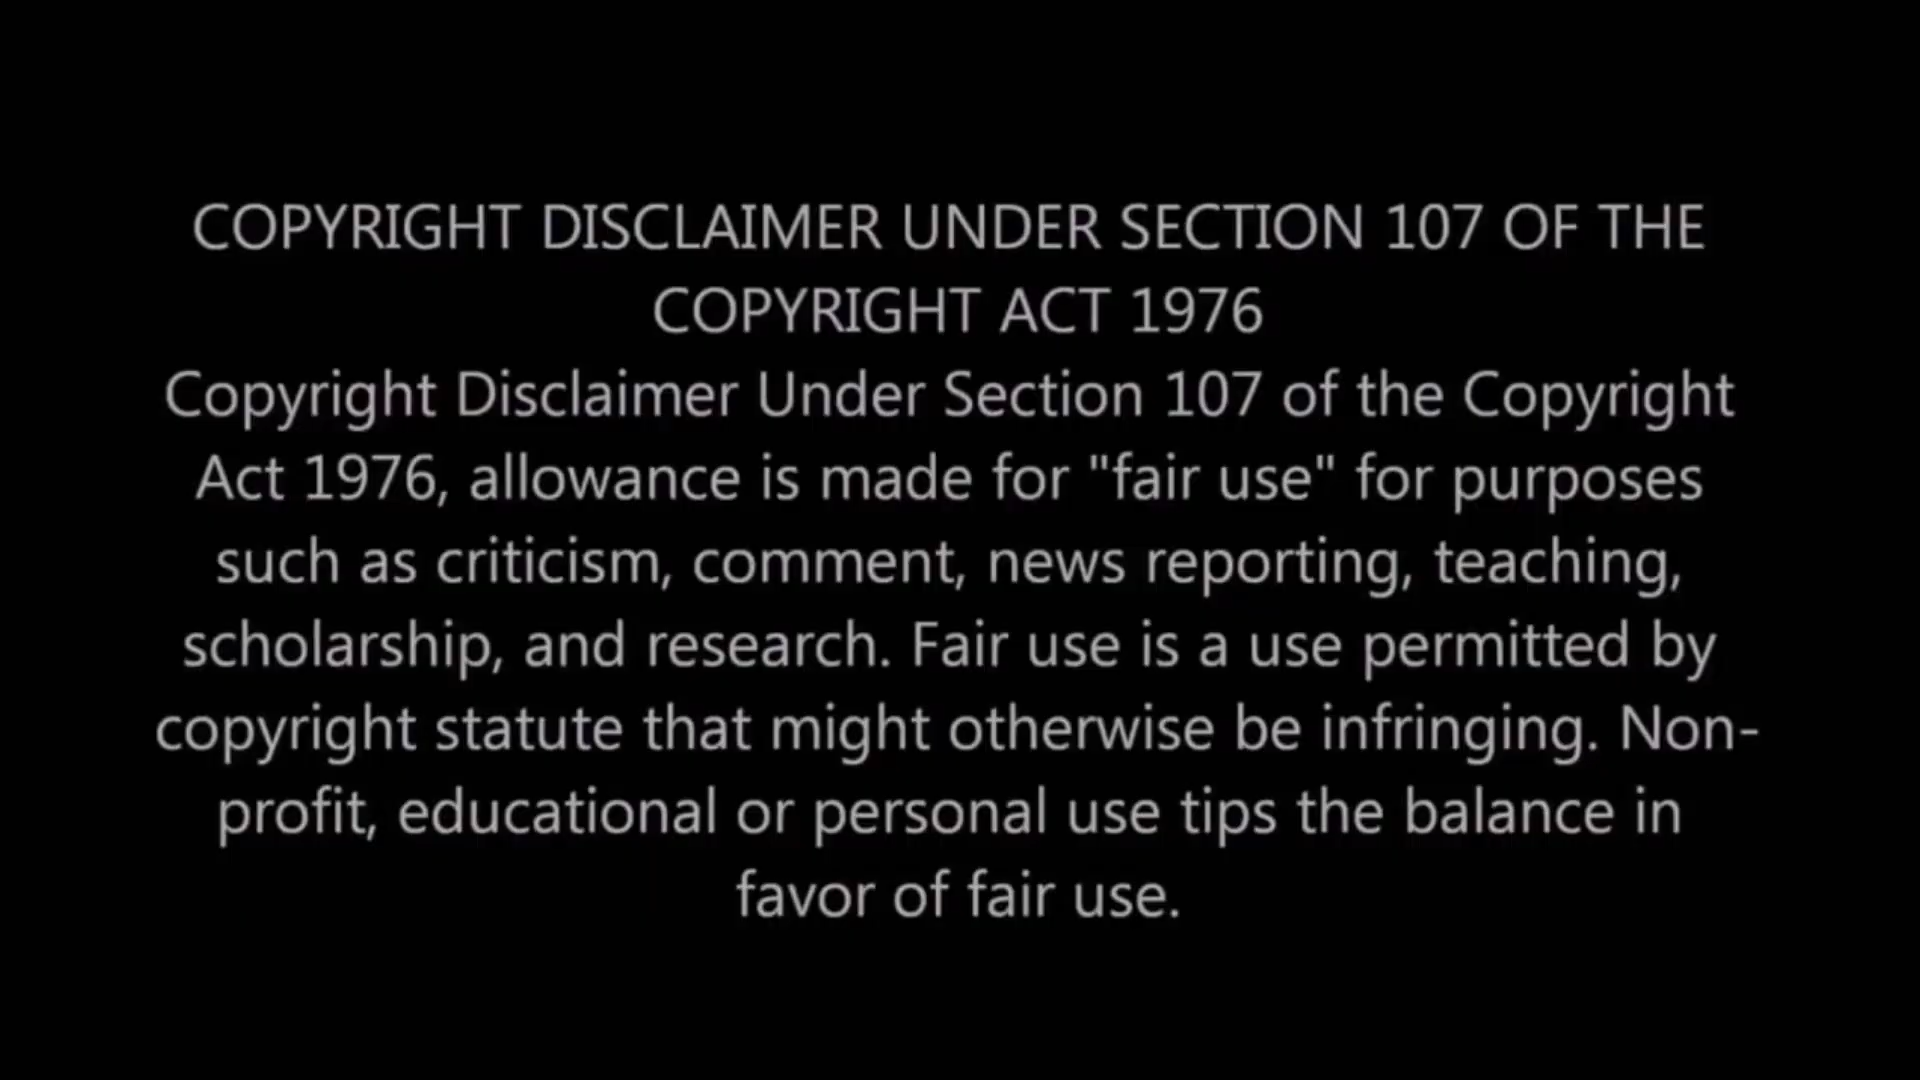 COPYRIGHT DISCLAIMER UNDER SECTION 107 OF THE
COPYRIGHT ACT 1976
Copyright Disclaimer Under Section 107 of the Copyright
Act 1976, allowance is made for "fair use" for purposes
such as criticism, comment, news reporting, teaching,
scholarship, and research. Fair use is a use permitted by
copyright statute that might otherwise be infringing. Non-
profit, educational or personal use tips the balance in
favor of fair use.